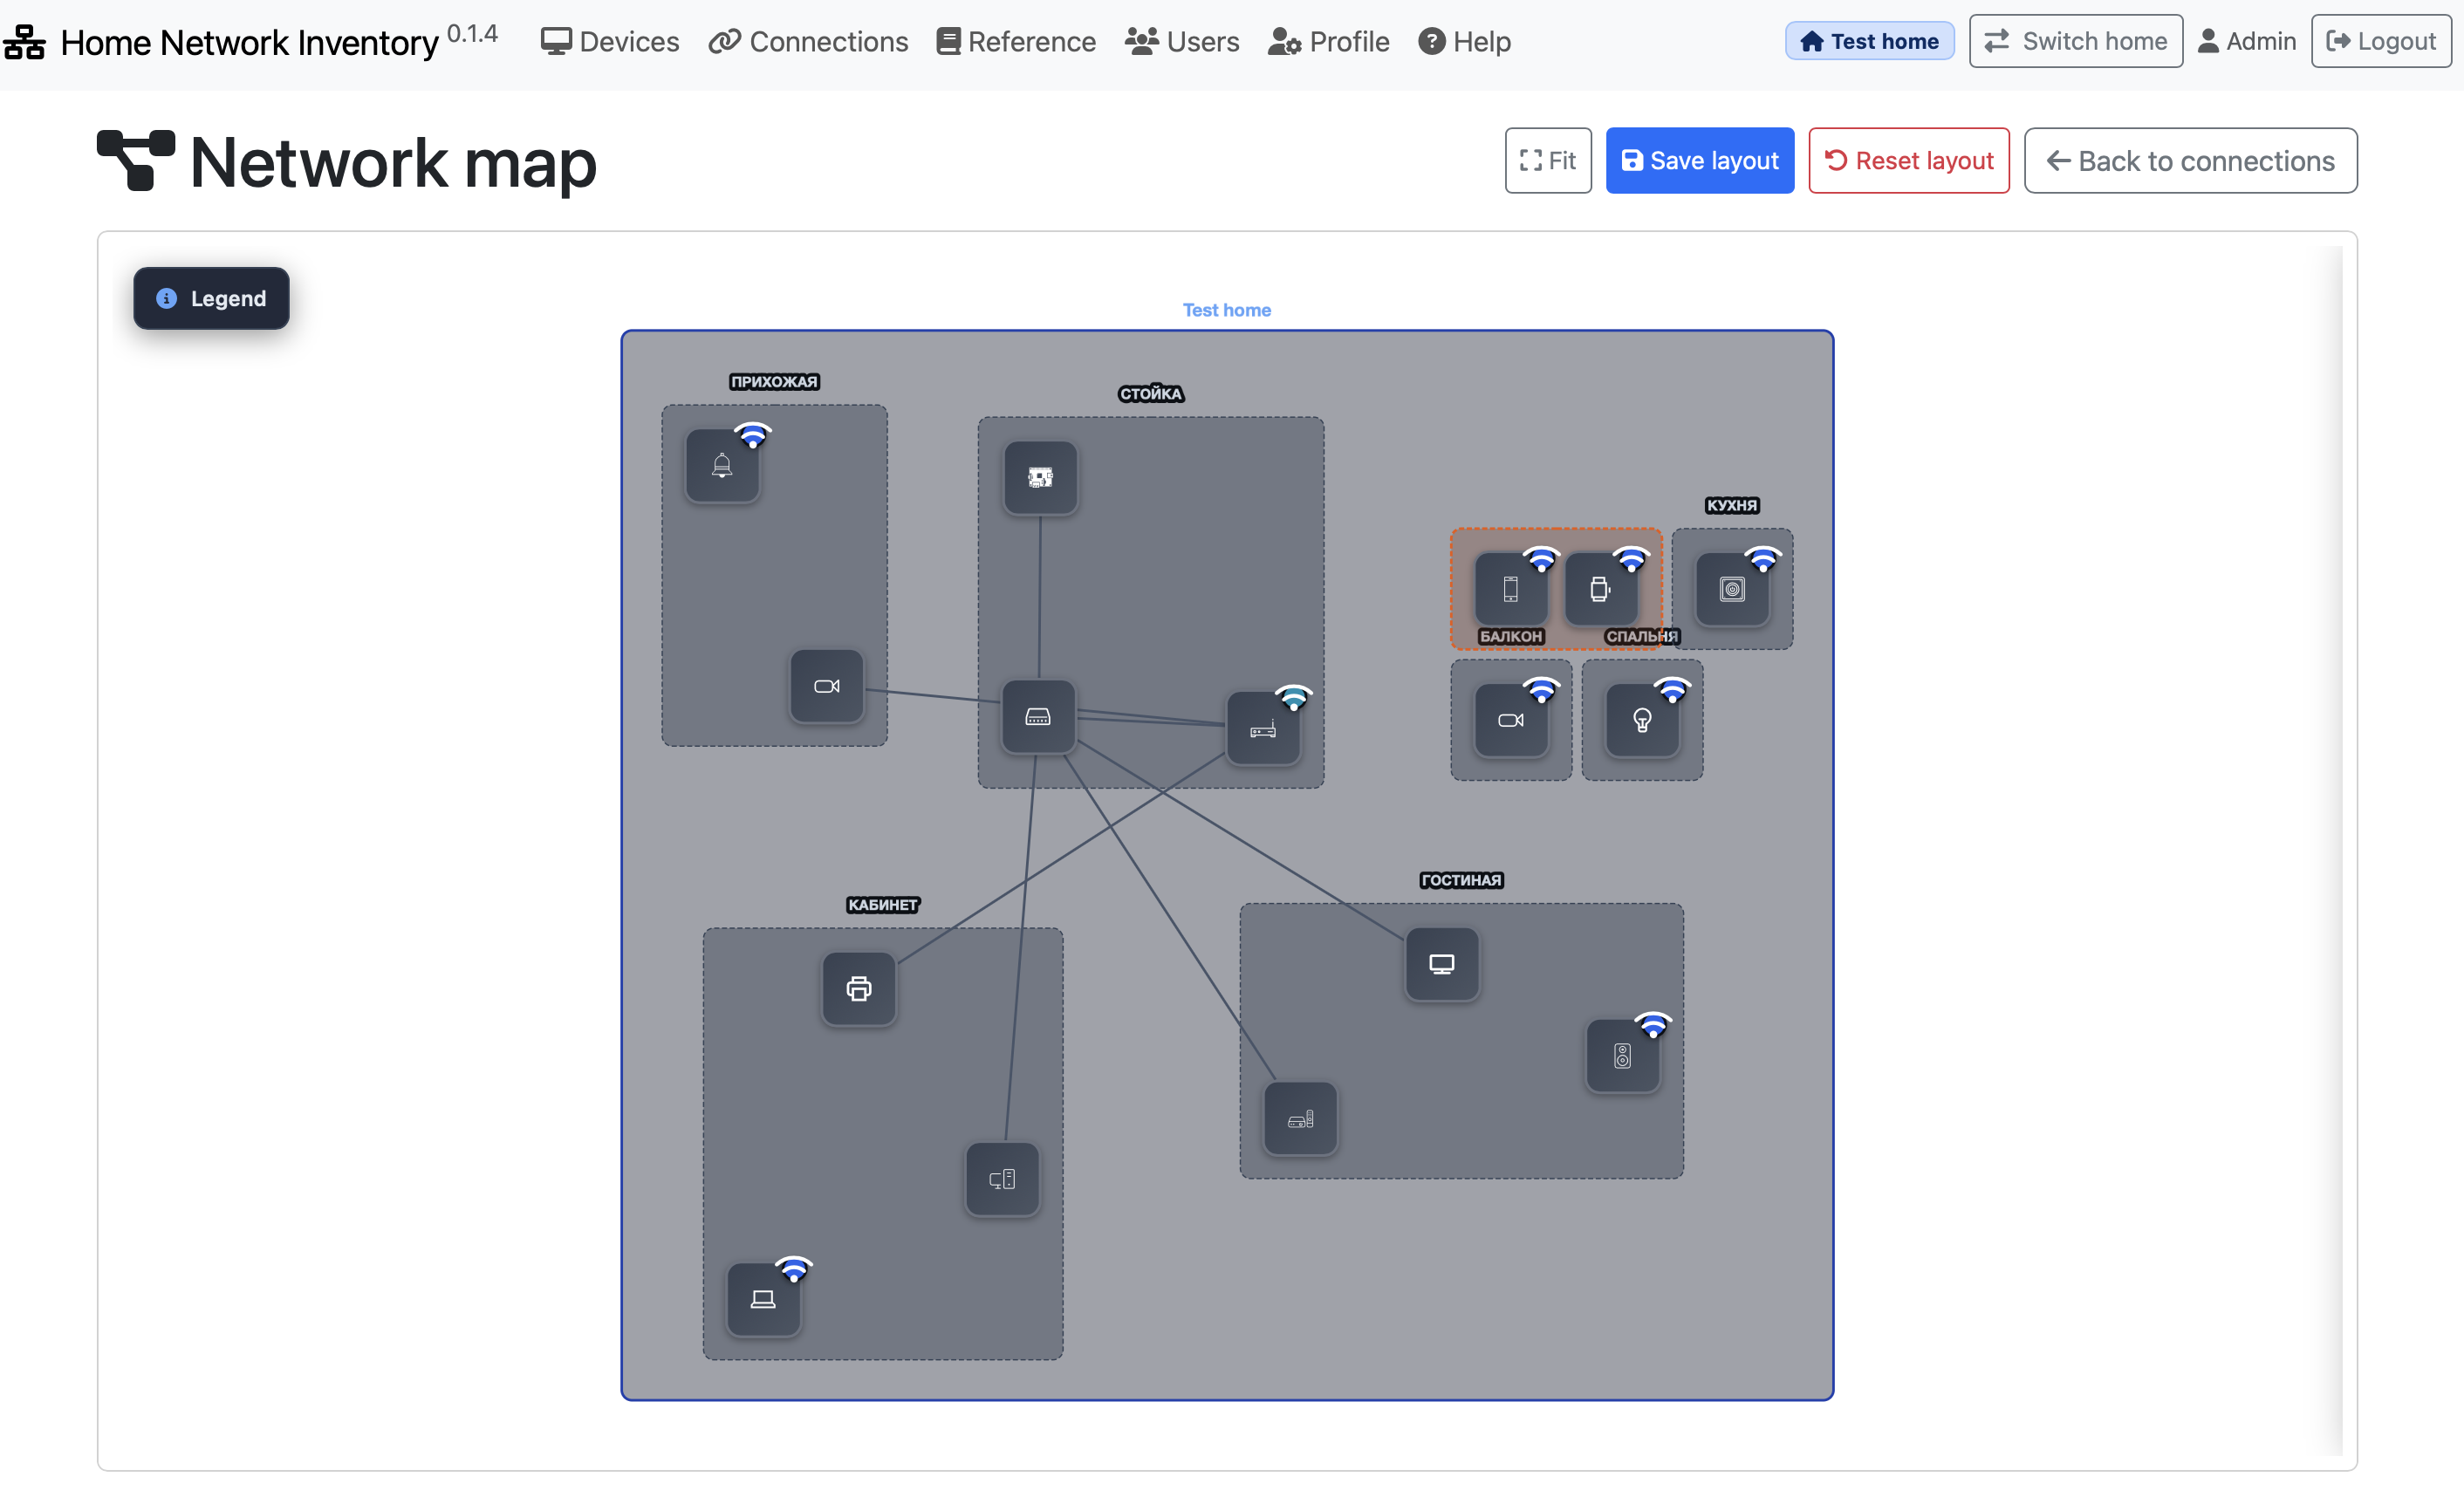 Home Network Inventory 0.1.4 Devices Connections Reference Users Profile Help Test home Switch home Admin Logout
Network map Fit Save layout Reset layout Back to connections
Legend
Test home
ПРИХОЖАЯ
СТОЙКА
КУХНЯ
БАЛКОН СПАЛЬНЯ
ГОСТИНАЯ
КАБИНЕТ